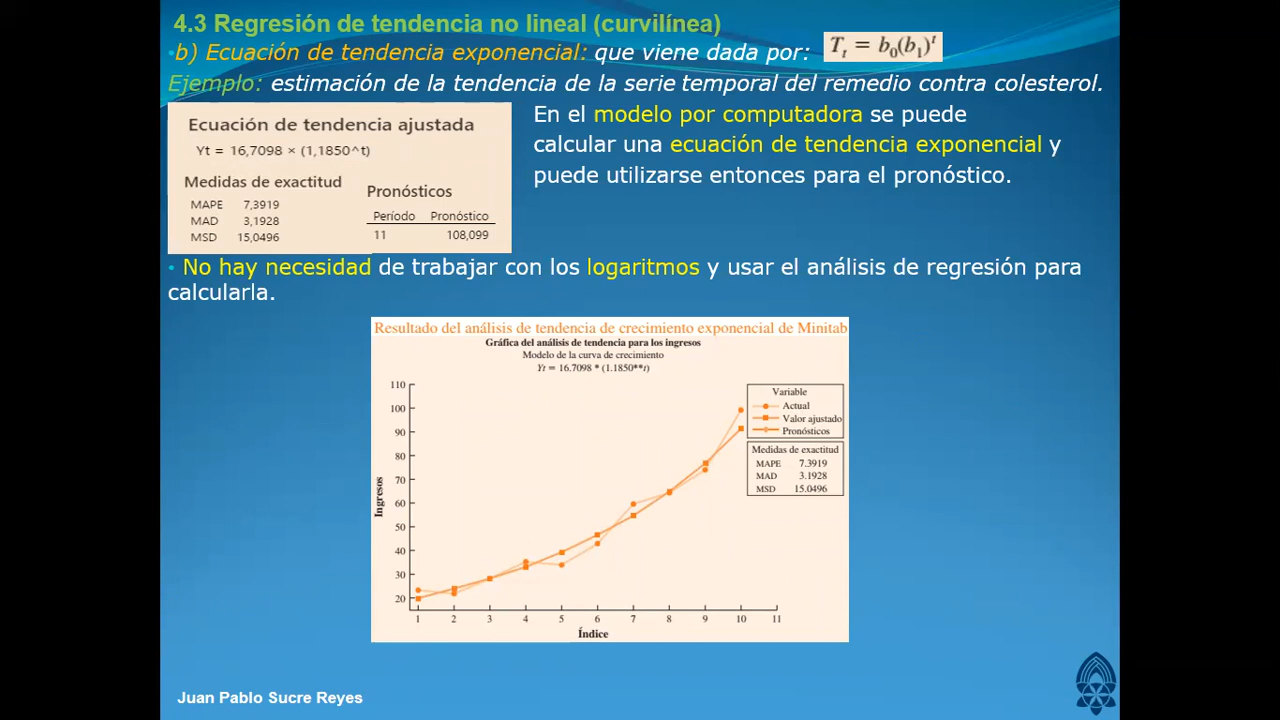 4.3 Regresión de tendencia no lineal (curvilínea)
•b) Ecuación de tendencia exponencial: que viene dada por: Tₜ = b₀(b₁)ᵗ
Ejemplo: estimación de la tendencia de la serie temporal del remedio contra colesterol.
Ecuación de tendencia ajustada
Yt = 16,7098 × (1,1850^t)
Medidas de exactitud
MAPE 7,3919
MAD 3,1928
MSD 15,0496
Pronósticos
Período Pronóstico
11 108,099
En el modelo por computadora se puede
calcular una ecuación de tendencia exponencial y
puede utilizarse entonces para el pronóstico.
• No hay necesidad de trabajar con los logaritmos y usar el análisis de regresión para
calcularla.
Resultado del análisis de tendencia de crecimiento exponencial de Minitab
Gráfica del análisis de tendencia para los ingresos
Modelo de la curva de crecimiento
Yt = 16.7098 * (1.1850**t)
110
100
90
80
70
60
50
40
30
20
Ingresos
1 2 3 4 5 6 7 8 9 10 11
Índice
Variable
Actual
Valor ajustado
Pronósticos
Medidas de exactitud
MAPE 7.3919
MAD 3.1928
MSD 15.0496
Juan Pablo Sucre Reyes